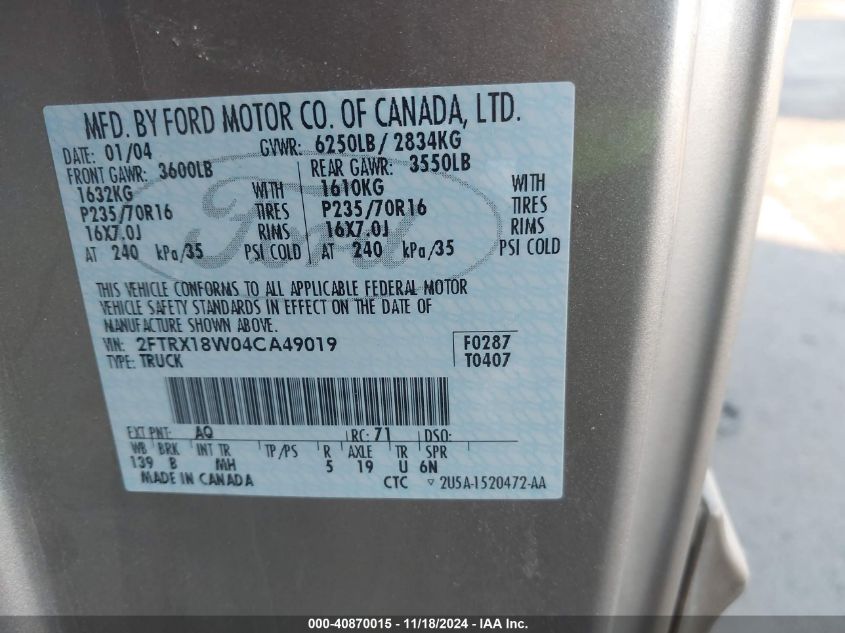 MFD. BY FORD MOTOR CO. OF CANADA, LTD.
DATE: 01/04 GVWR: 6250LB/ 2834KG
FRONT GAWR: 3600LB REAR GAWR: 3550LB
1632KG WITH 1610KG WITH
P235/70R16 TIRES P235/70R16 TIRES
16X7.0J RIMS 16X7.0J RIMS
AT 240 kPa/35 PSI COLD AT 240 kPa/35 PSI COLD
Ford
THIS VEHICLE CONFORMS TO ALL APPLICABLE FEDERAL MOTOR
VEHICLE SAFETY STANDARDS IN EFFECT ON THE DATE OF
MANUFACTURE SHOWN ABOVE.
VIN: 2FTRX18W04CA49019 F0287
TYPE: TRUCK T0407
EXT PNT: AQ RC: 71 DSO:
WB BRK INT TR TP/PS R AXLE TR SPR
139 B MH 5 19 U 6N
MADE IN CANADA CTC ▽ 2U5A-1520472-AA
000-40870015 - 11/18/2024 - IAA Inc.